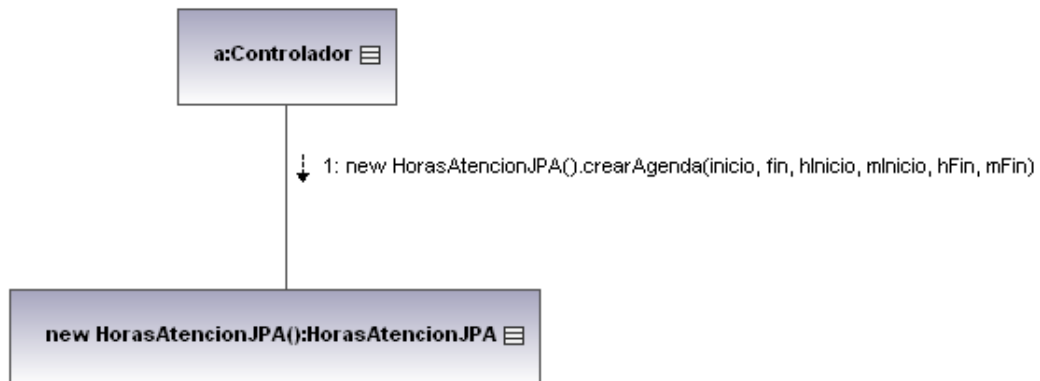 a:Controlador
1: new HorasAtencionJPA().crearAgenda(inicio, fin, hInicio, mInicio, hFin, mFin)
new HorasAtencionJPA():HorasAtencionJPA